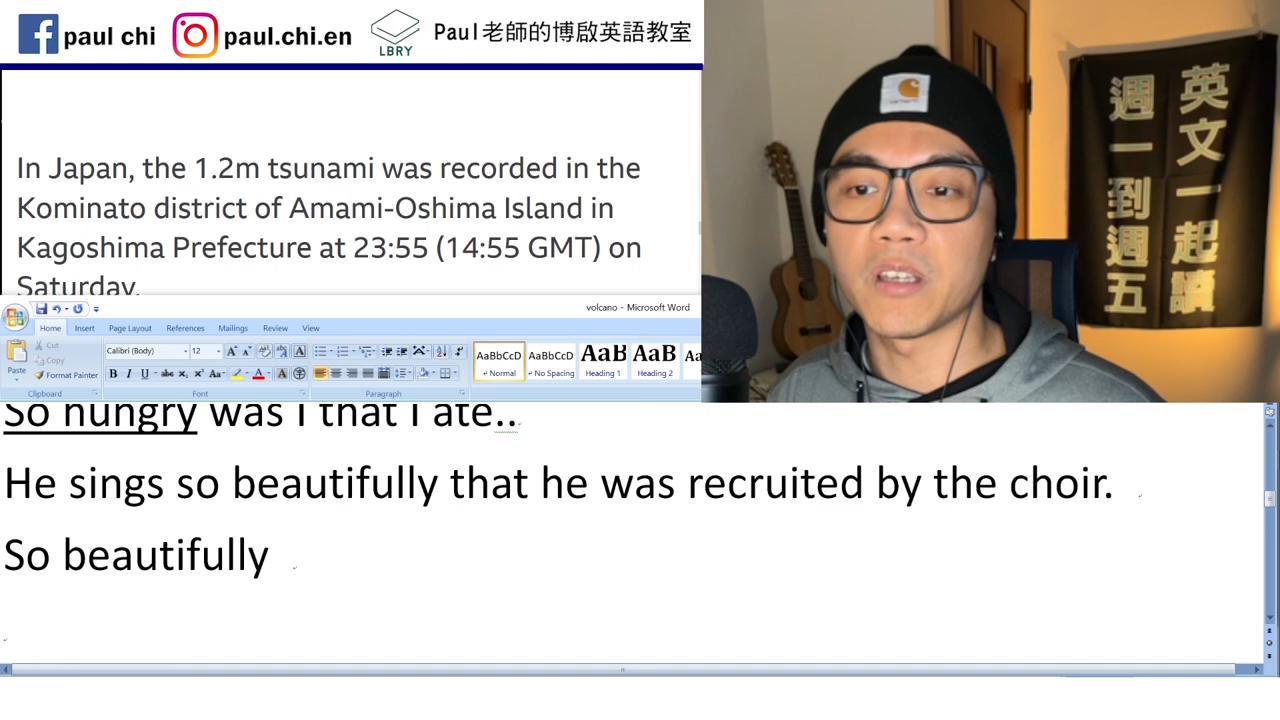 paul chi paul.chi.en LBRY Paul老師的博啟英語教室
In Japan, the 1.2m tsunami was recorded in the
Kominato district of Amami-Oshima Island in
Kagoshima Prefecture at 23:55 (14:55 GMT) on
Saturday.
volcano - Microsoft Word
Home Insert Page Layout References Mailings Review View
Paste
Cut
Copy
Format Painter
Clipboard
Calibri (Body) 12
Font
Paragraph
AaBbCcD AaBbCcD AaB AaB Aa
Normal No Spacing Heading 1 Heading 2
So hungry was I that I ate..
He sings so beautifully that he was recruited by the choir.
So beautifully
英文一起讀
週一到週五